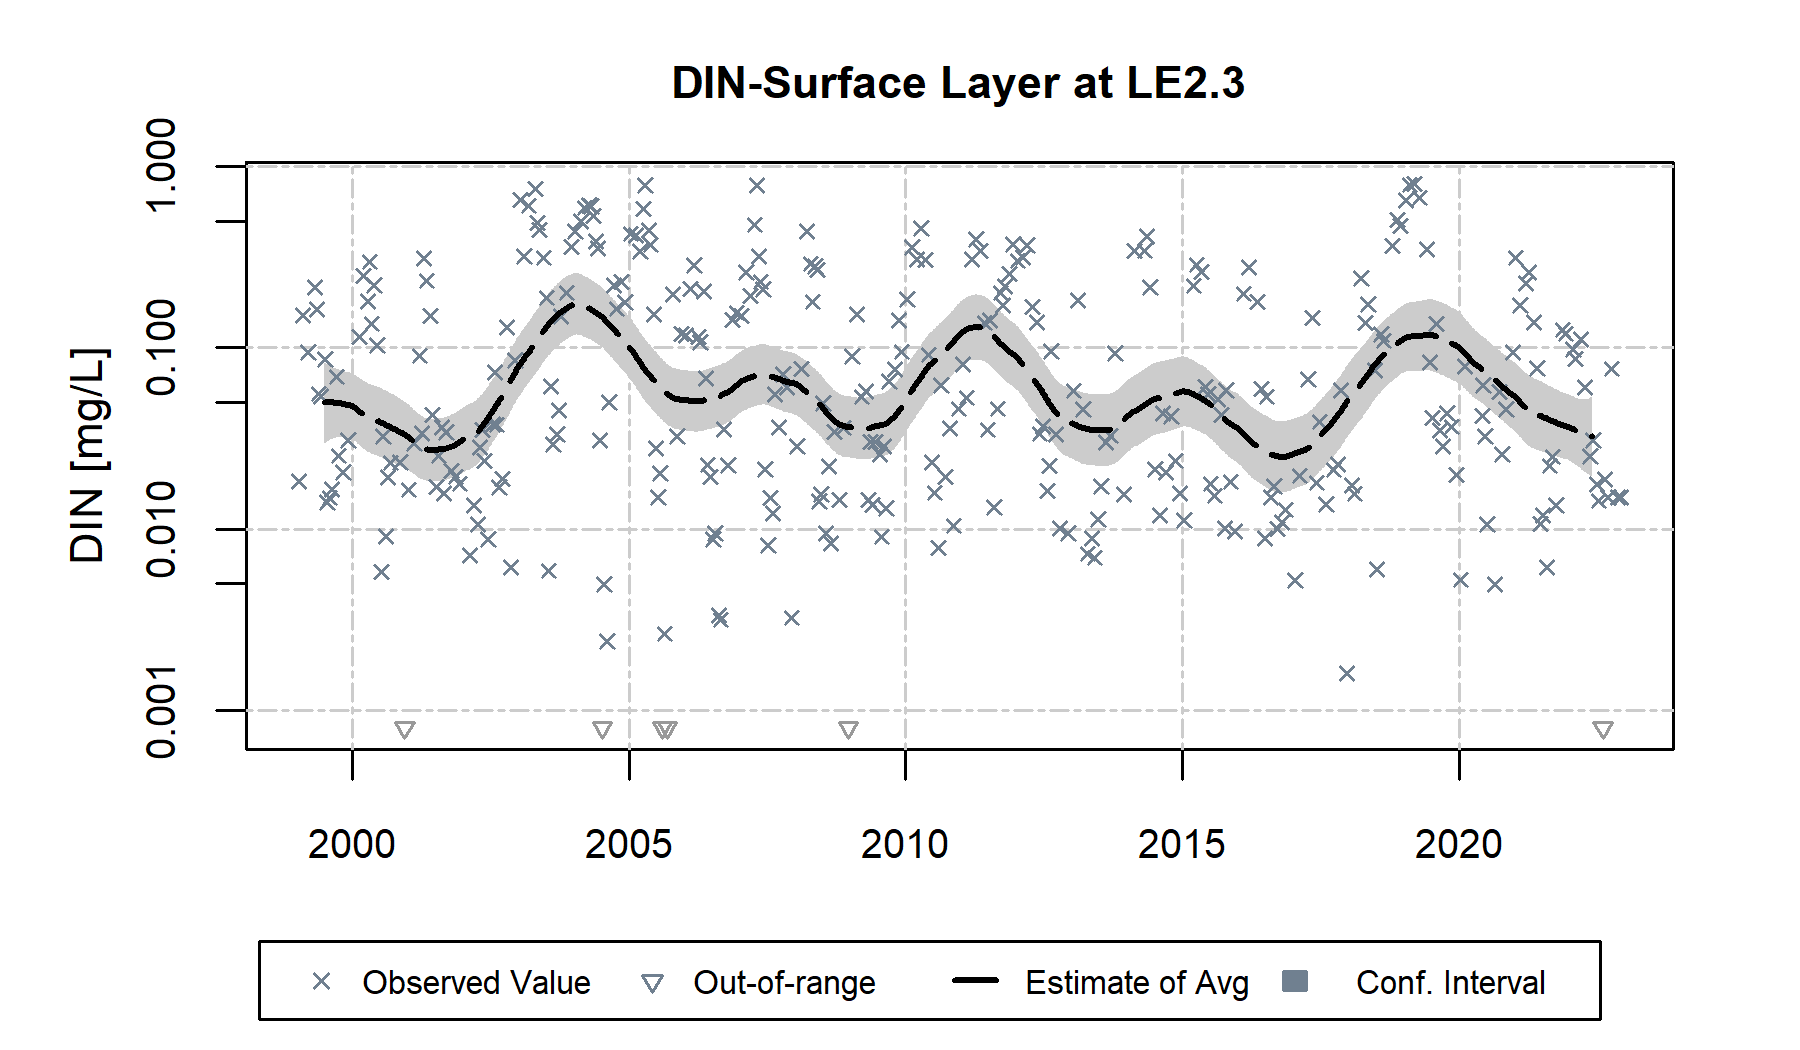 DIN-Surface Layer at LE2.3
DIN [mg/L]
1.000
0.100
0.010
0.001
2000 2005 2010 2015 2020
Observed Value Out-of-range Estimate of Avg Conf. Interval